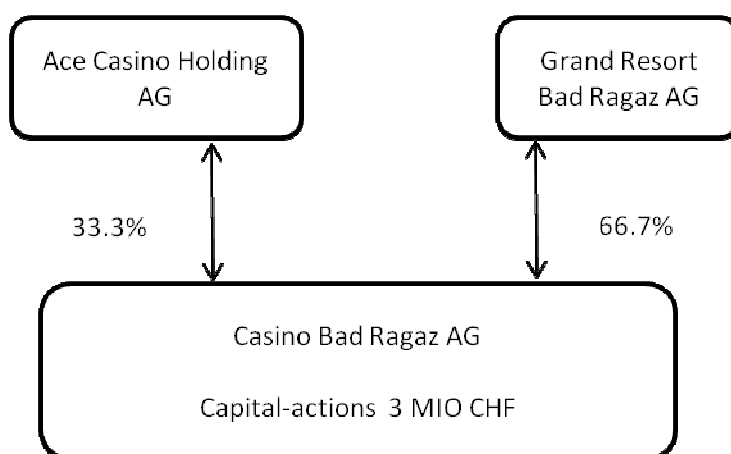 Ace Casino Holding
AG
Grand Resort
Bad Ragaz AG
33.3%
66.7%
Casino Bad Ragaz AG
Capital-actions 3 MIO CHF